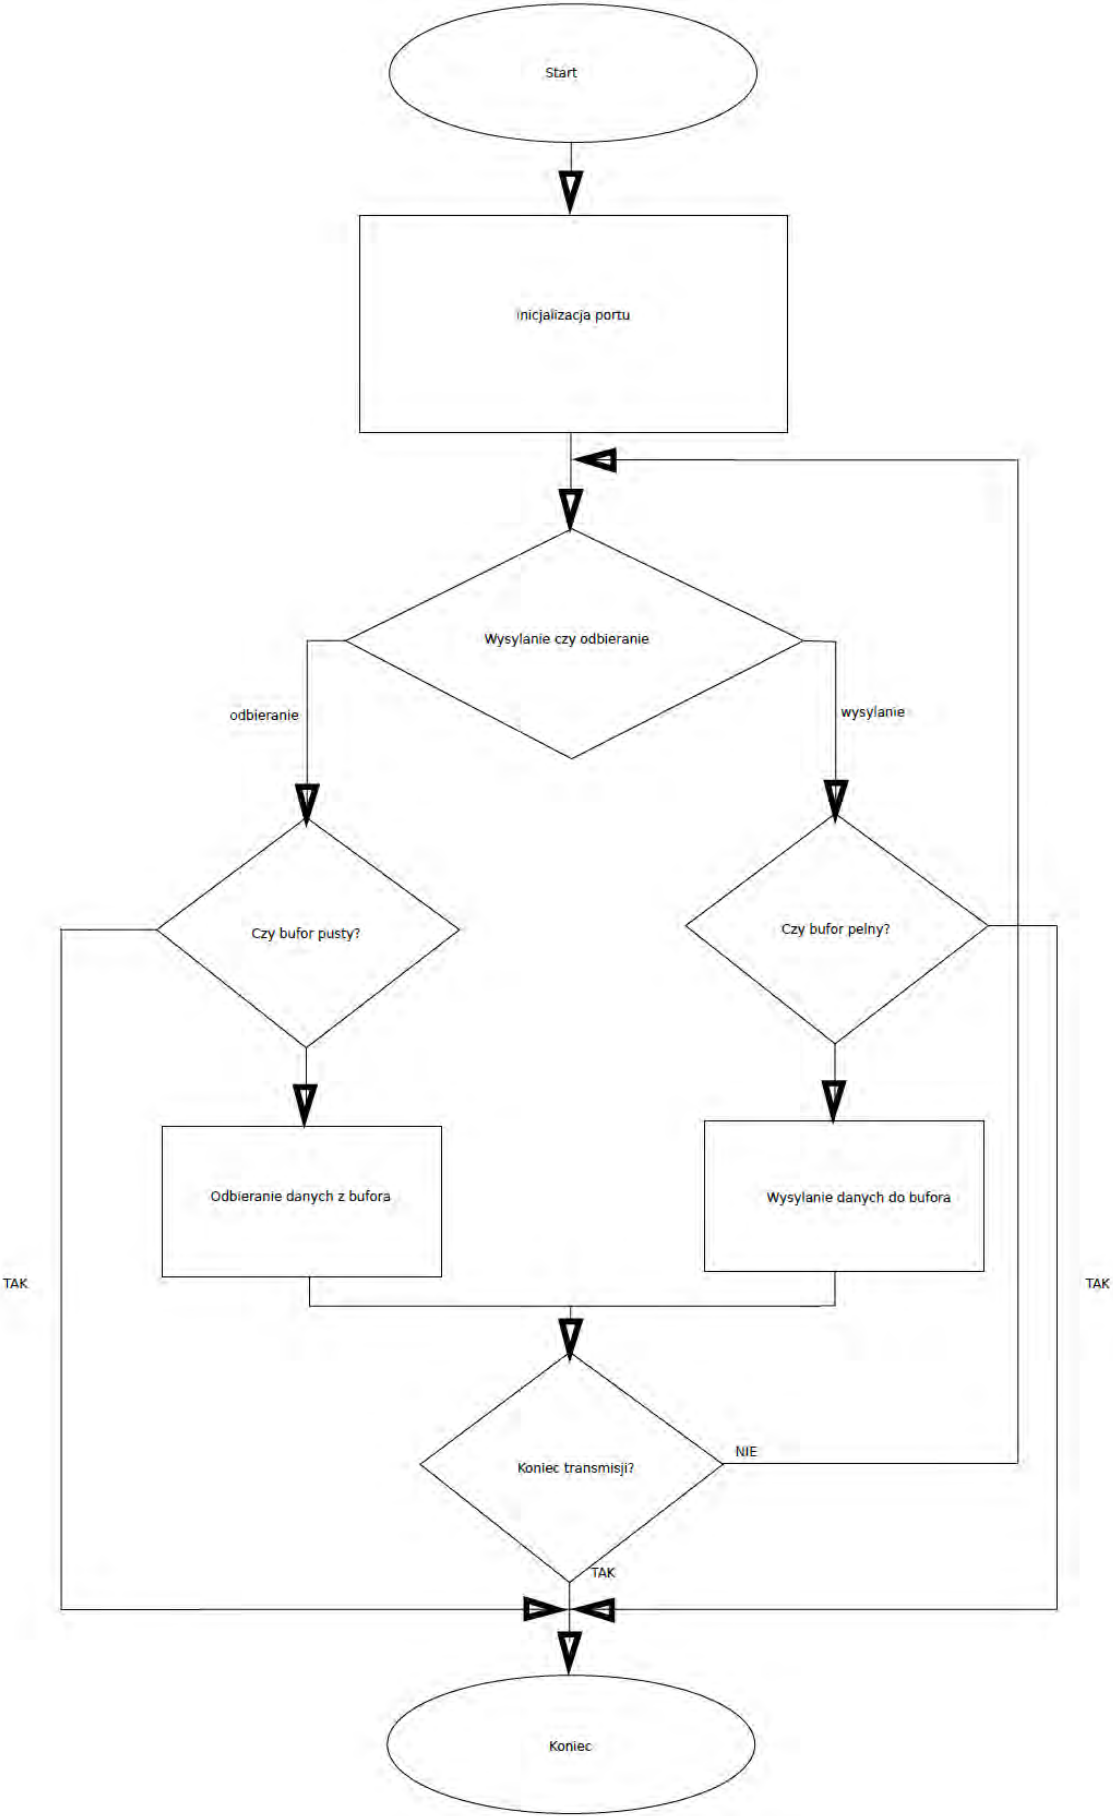 Start
inicjalizacja portu
Wysylanie czy odbieranie
odbieranie
wysylanie
Czy bufor pusty?
Czy bufor pelny?
Odbieranie danych z bufora
Wysylanie danych do bufora
TAK
TAK
Koniec transmisji?
NIE
TAK
Koniec